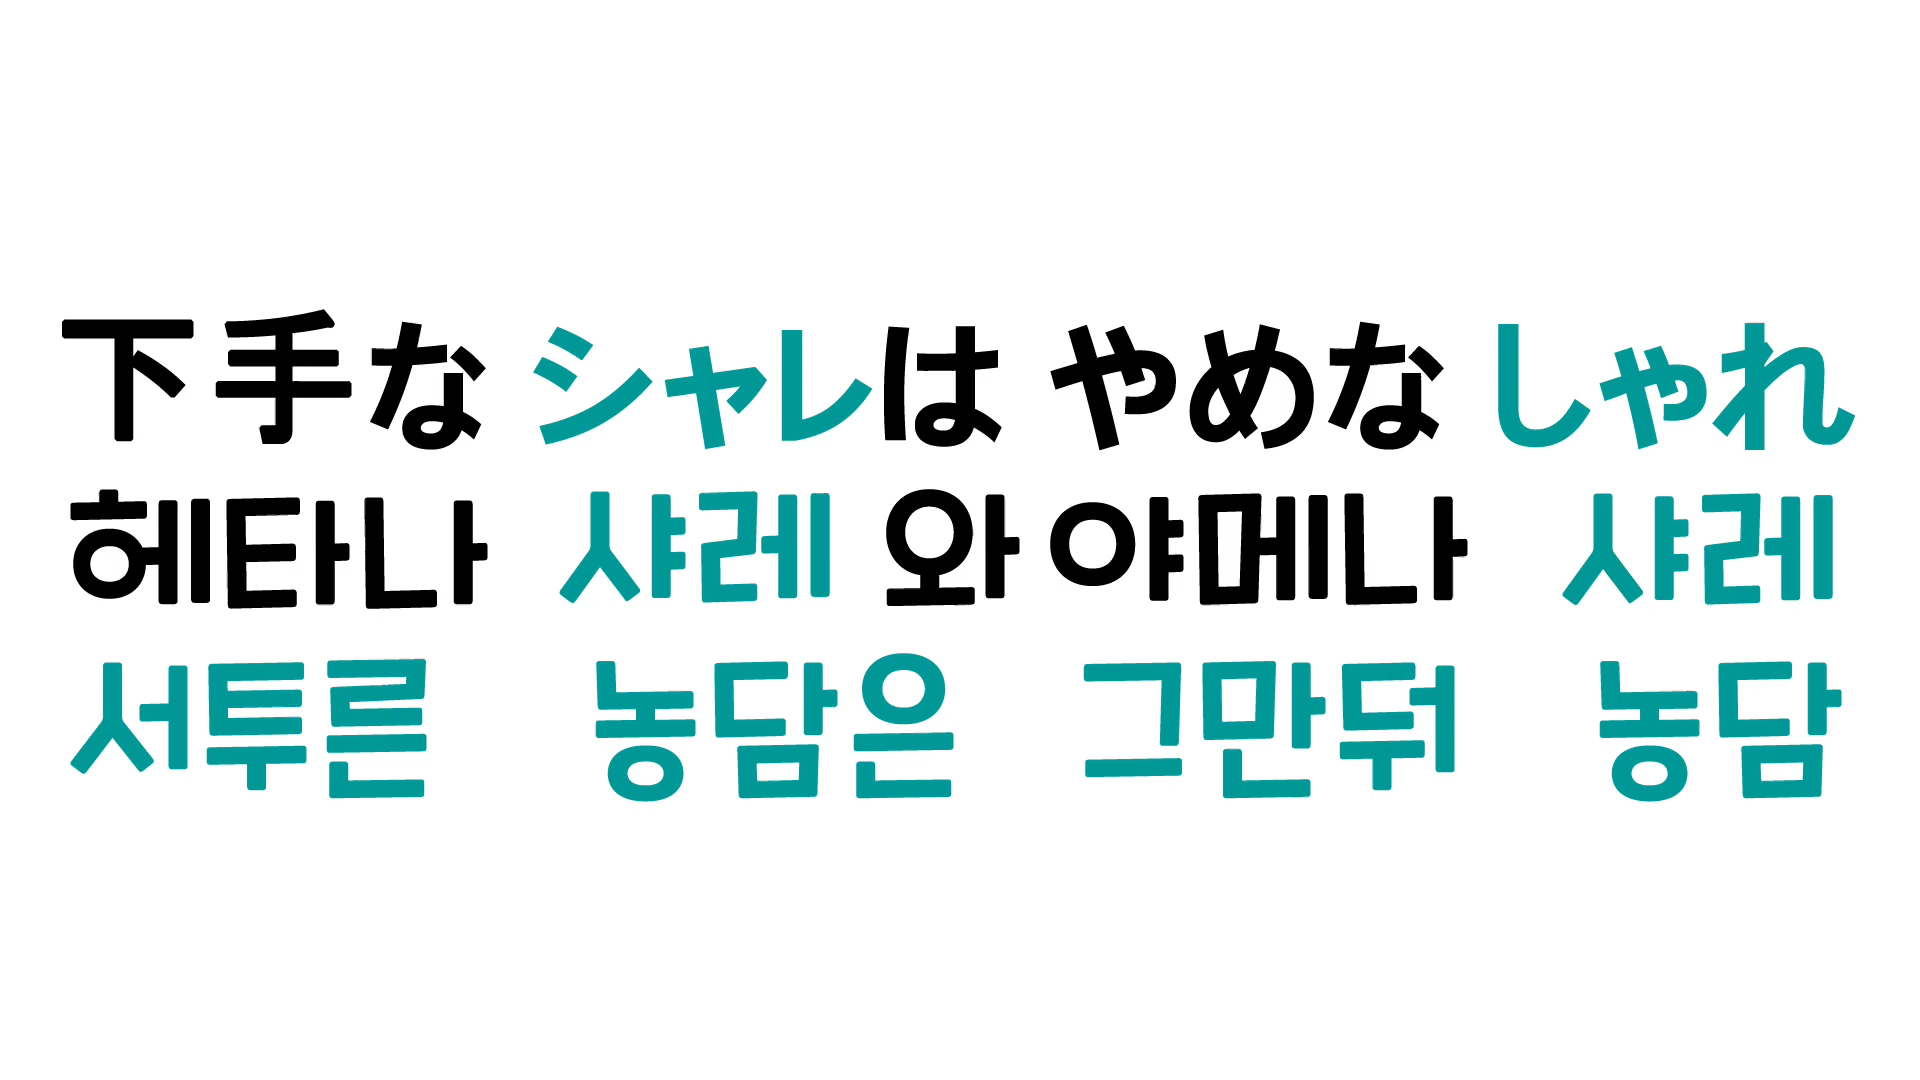 下手な シャレは やめな しゃれ
헤타나 샤레 와 야메나 샤레
서투른 농담은 그만둬 농담